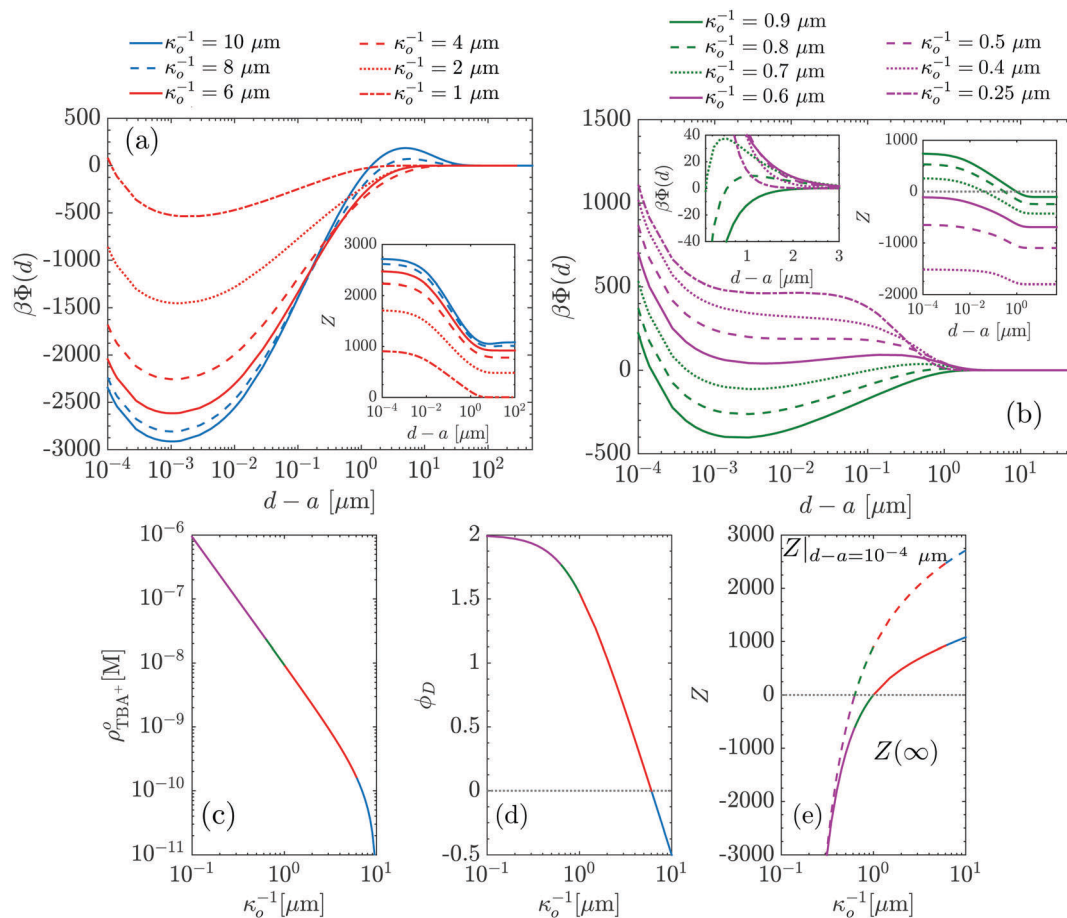 κₒ⁻¹ = 10 μm
κₒ⁻¹ = 8 μm
κₒ⁻¹ = 6 μm
κₒ⁻¹ = 4 μm
κₒ⁻¹ = 2 μm
κₒ⁻¹ = 1 μm
κₒ⁻¹ = 0.9 μm
κₒ⁻¹ = 0.8 μm
κₒ⁻¹ = 0.7 μm
κₒ⁻¹ = 0.6 μm
κₒ⁻¹ = 0.5 μm
κₒ⁻¹ = 0.4 μm
κₒ⁻¹ = 0.25 μm
(a)
βΦ(d)
500
0
-500
-1000
-1500
-2000
-2500
-3000
10⁻⁴ 10⁻³ 10⁻² 10⁻¹ 10⁰ 10¹ 10²
d − a [μm]
Z
3000
2000
1000
0
10⁻⁴ 10⁻² 10⁰ 10²
d − a [μm]
(b)
βΦ(d)
1500
1000
500
0
-500
10⁻⁴ 10⁻³ 10⁻² 10⁻¹ 10⁰ 10¹
d − a [μm]
βΦ(d)
40
20
0
-20
-40
1 2 3
d − a [μm]
Z
1000
0
-1000
-2000
10⁻⁴ 10⁻² 10⁰
d − a [μm]
(c)
ρᵒ_TBA⁺ [M]
10⁻⁶
10⁻⁷
10⁻⁸
10⁻⁹
10⁻¹⁰
10⁻¹¹
10⁻¹ 10⁰ 10¹
κₒ⁻¹[μm]
(d)
ϕ_D
2
1.5
1
0.5
0
-0.5
10⁻¹ 10⁰ 10¹
κₒ⁻¹[μm]
(e)
Z
3000
2000
1000
0
-1000
-2000
-3000
Z|d−a=10⁻⁴ μm
Z(∞)
10⁻¹ 10⁰ 10¹
κₒ⁻¹[μm]